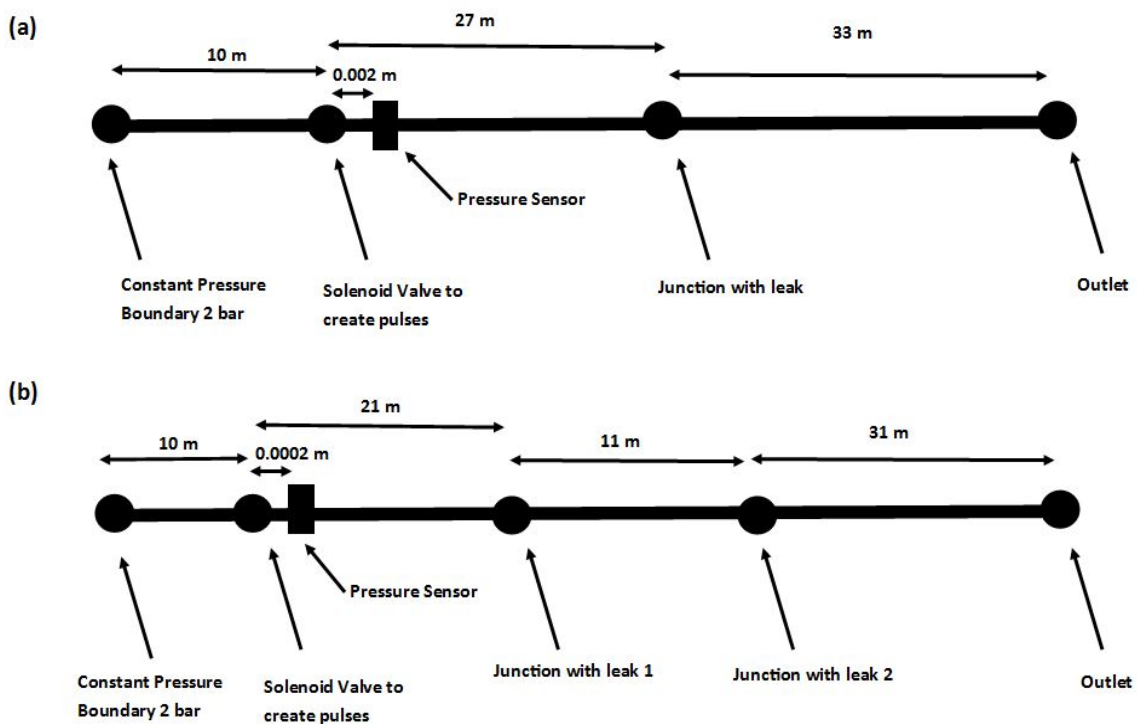 (a)
27 m
33 m
10 m
0.002 m
Pressure Sensor
Constant Pressure
Boundary 2 bar
Solenoid Valve to
create pulses
Junction with leak
Outlet
(b)
21 m
10 m
0.0002 m
11 m
31 m
Pressure Sensor
Constant Pressure
Boundary 2 bar
Solenoid Valve to
create pulses
Junction with leak 1
Junction with leak 2
Outlet